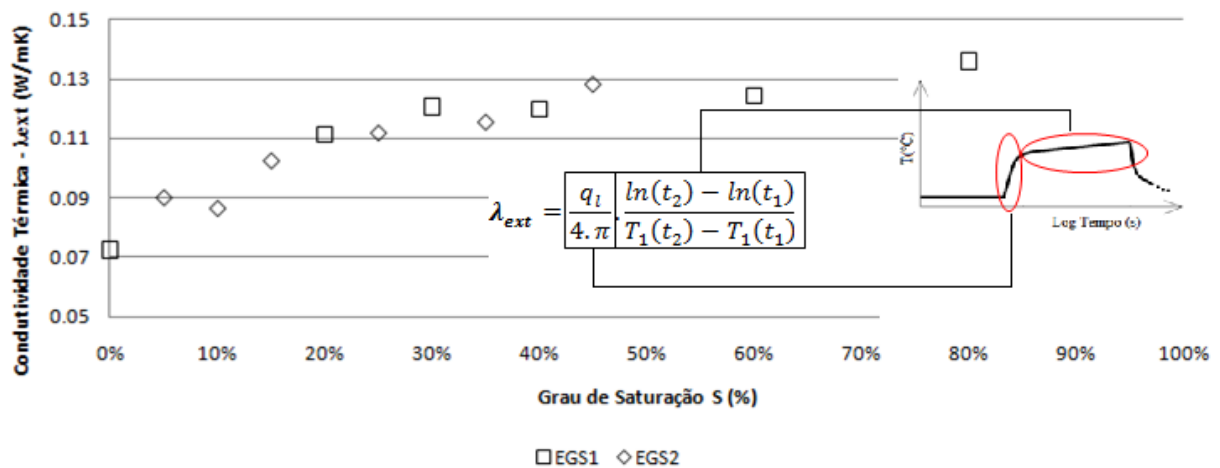 Condutividade Térmica - λext (W/mK)
0.15
0.13
0.11
0.09
0.07
0.05
0%
10%
20%
30%
40%
50%
60%
70%
80%
90%
100%
Grau de Saturação S (%)
EGS1
EGS2
λ_ext = q_l / 4.π . ln(t₂) − ln(t₁) / T₁(t₂) − T₁(t₁)
T(°C)
Log Tempo (s)